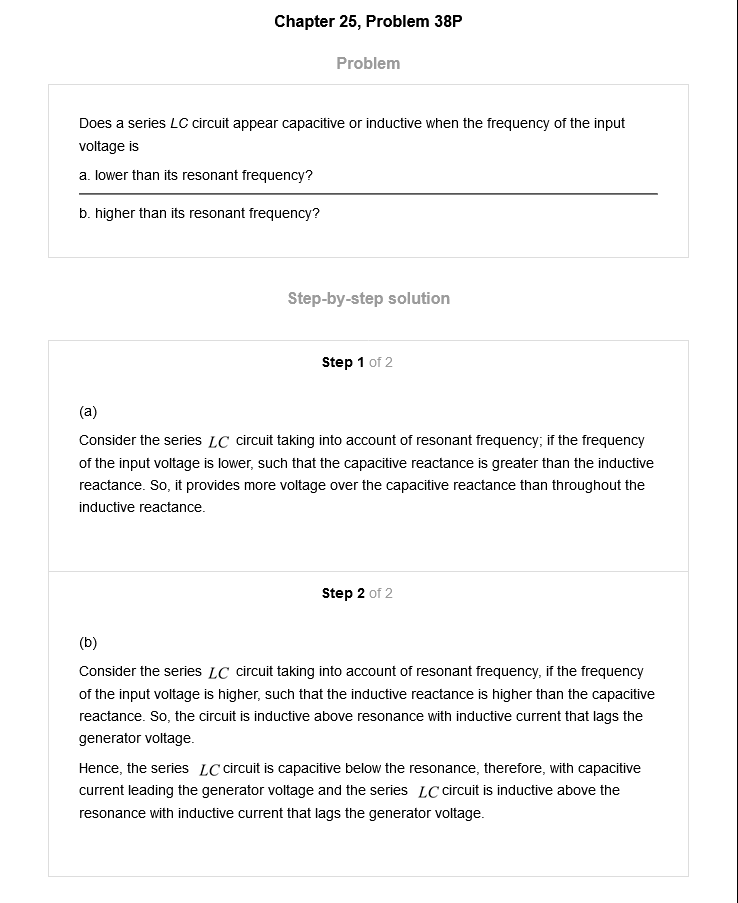 Chapter 25, Problem 38P
Problem
Does a series LC circuit appear capacitive or inductive when the frequency of the input
voltage is
a. lower than its resonant frequency?
b. higher than its resonant frequency?
Step-by-step solution
Step 1 of 2
(a)
Consider the series LC circuit taking into account of resonant frequency; if the frequency
of the input voltage is lower, such that the capacitive reactance is greater than the inductive
reactance. So, it provides more voltage over the capacitive reactance than throughout the
inductive reactance.
Step 2 of 2
(b)
Consider the series LC circuit taking into account of resonant frequency, if the frequency
of the input voltage is higher, such that the inductive reactance is higher than the capacitive
reactance. So, the circuit is inductive above resonance with inductive current that lags the
generator voltage.
Hence, the series LC circuit is capacitive below the resonance, therefore, with capacitive
current leading the generator voltage and the series LC circuit is inductive above the
resonance with inductive current that lags the generator voltage.